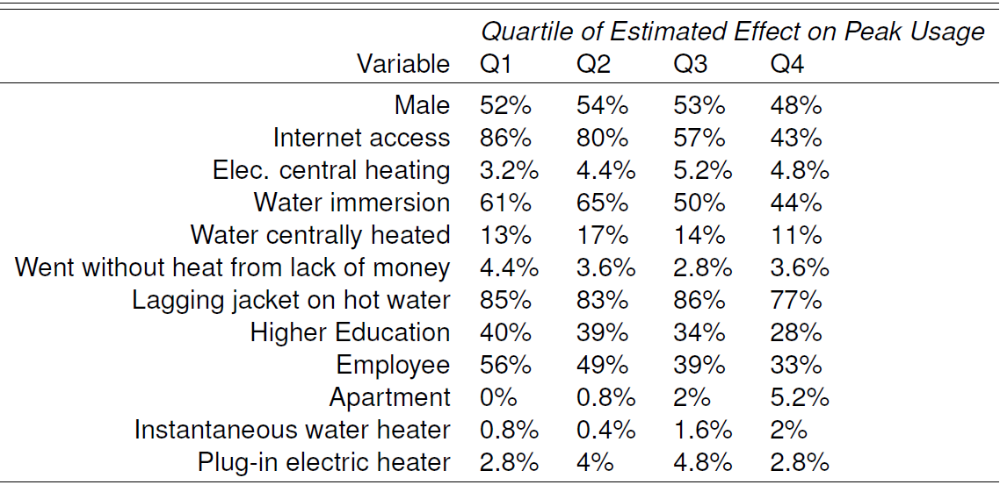 Quartile of Estimated Effect on Peak Usage
Variable Q1 Q2 Q3 Q4
Male 52% 54% 53% 48%
Internet access 86% 80% 57% 43%
Elec. central heating 3.2% 4.4% 5.2% 4.8%
Water immersion 61% 65% 50% 44%
Water centrally heated 13% 17% 14% 11%
Went without heat from lack of money 4.4% 3.6% 2.8% 3.6%
Lagging jacket on hot water 85% 83% 86% 77%
Higher Education 40% 39% 34% 28%
Employee 56% 49% 39% 33%
Apartment 0% 0.8% 2% 5.2%
Instantaneous water heater 0.8% 0.4% 1.6% 2%
Plug-in electric heater 2.8% 4% 4.8% 2.8%